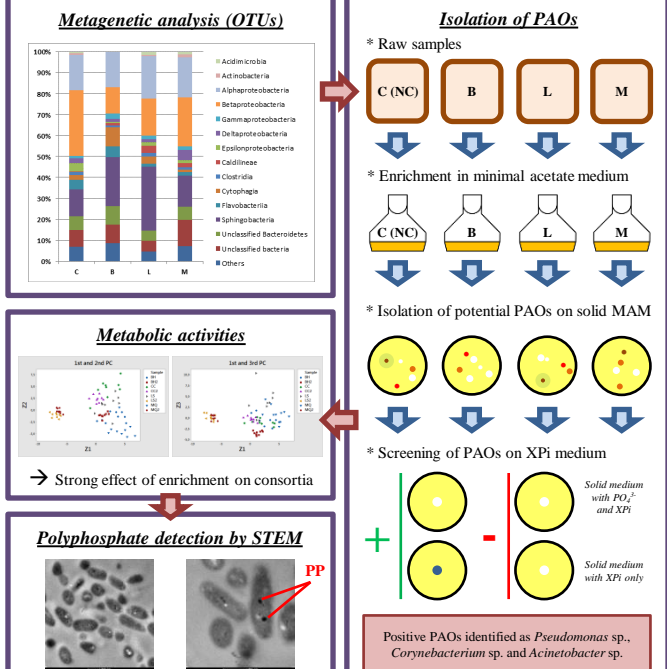 Metagenetic analysis (OTUs)
100%
90%
80%
70%
60%
50%
40%
30%
20%
10%
0%
C
B
L
M
Acidimicrobia
Actinobacteria
Alphaproteobacteria
Betaproteobacteria
Gammaproteobacteria
Deltaproteobacteria
Epsilonproteobacteria
Caldilineae
Clostridia
Cytophagia
Flavobacteriia
Sphingobacteria
Unclassified Bacteroidetes
Unclassified bacteria
Others
Metabolic activities
1st and 2nd PC
Z2
Z1
Sample
1st and 3rd PC
Z3
Z1
Sample
→ Strong effect of enrichment on consortia
Polyphosphate detection by STEM
PP
Isolation of PAOs
* Raw samples
C (NC)
B
L
M
* Enrichment in mininal acetate medium
C (NC)
B
L
M
* Isolation of potential PAOs on solid MAM
* Screening of PAOs on XPi medium
+
-
Solid medium
with PO₄³⁻
and XPi
Solid medium
with XPi only
Positive PAOs identified as Pseudomonas sp.,
Corynebacterium sp. and Acinetobacter sp.